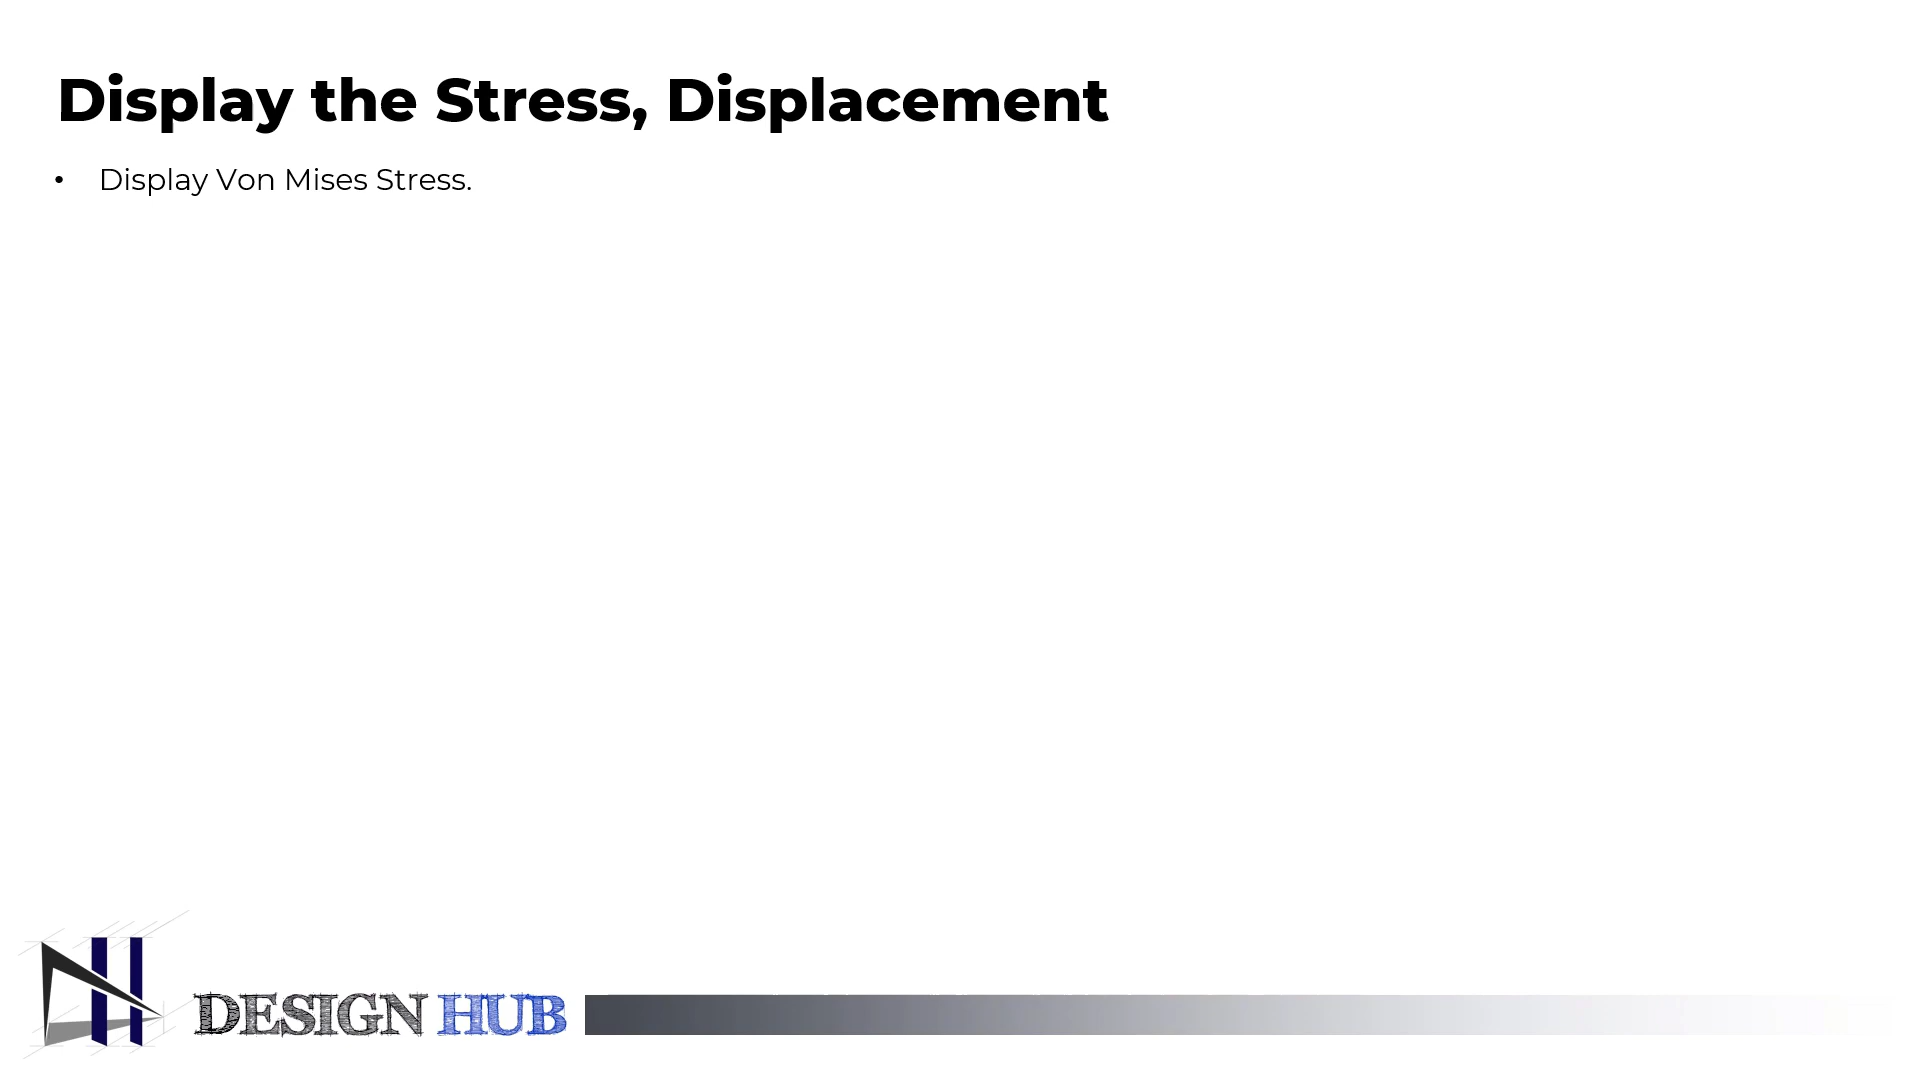 Display the Stress, Displacement
• Display Von Mises Stress.
DESIGN HUB